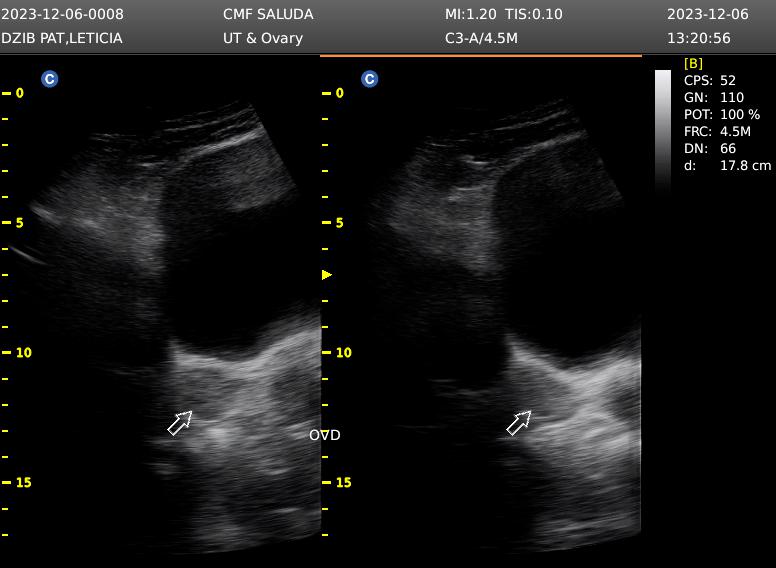 2023-12-06-0008 CMF SALUDA MI:1.20 TIS:0.10 2023-12-06
DZIB PAT,LETICIA UT & Ovary C3-A/4.5M 13:20:56
C C
[B]
CPS: 52
GN: 110
POT: 100 %
FRC: 4.5M
DN: 66
d: 17.8 cm
0 0
5 5
10 10
OVD
15 15